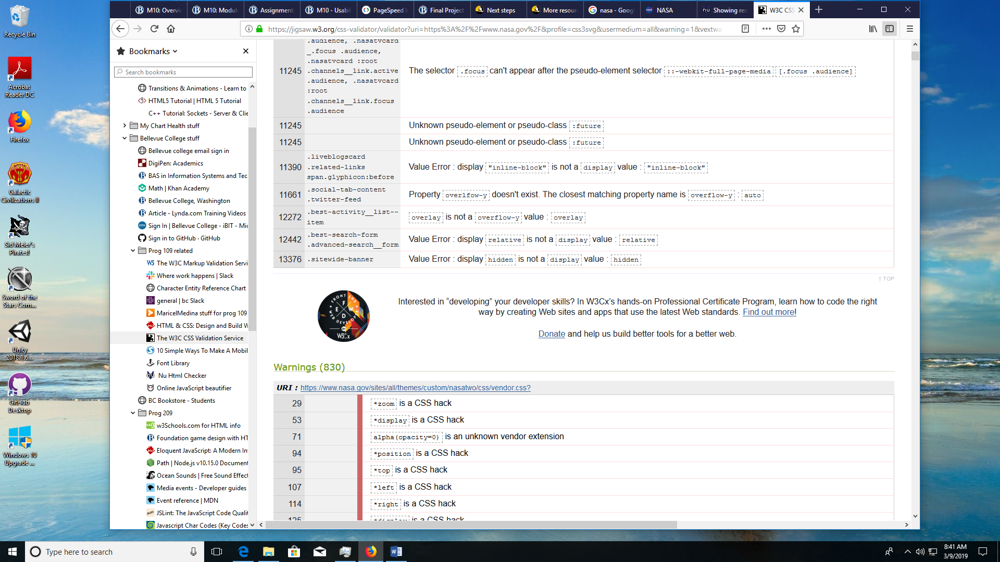 Recycle Bin
Acrobat
Reader DC
Firefox
Galactic
Civilizations II
Sid Meier's
Pirates!
Sword of the
Stars Com...
Unity
2018.1.6...
GitHub
Desktop
Windows 10
Upgrade ...
M10: Overvi
M10: Modul
Assignment
M10 - Usabil
PageSpeed I
Final Project
Next steps
More resour
nasa - Googl
NASA
Showing res
W3C CSS
https://jigsaw.w3.org/css-validator/validator?uri=https%3A%2F%2Fwww.nasa.gov%2F&profile=css3svg&usermedium=all&warning=1&vextwa
Bookmarks
Search bookmarks
Transitions & Animations - Learn to
HTML5 Tutorial | HTML 5 Tutorial
C++ Tutorial: Sockets - Server & Clie
My Chart Health stuff
Bellevue College stuff
Bellevue college email sign in
DigiPen: Academics
BAS in Information Systems and Tec
Math | Khan Academy
Bellevue College, Washington
Article - Lynda.com Training Videos
Sign In | Bellevue College - iBIT - Mic
Sign in to GitHub · GitHub
Prog 109 related
The W3C Markup Validation Servi
Where work happens | Slack
Character Entity Reference Chart
general | bc Slack
MaricelMedina stuff for prog 109
HTML & CSS: Design and Build W
The W3C CSS Validation Service
10 Simple Ways To Make A Mobil
Font Library
Nu Html Checker
Online JavaScript beautifier
BC Bookstore - Students
Prog 209
w3Schools.com for HTML info
Foundation game design with HT
Eloquent JavaScript: A Modern In
Path | Node.js v10.15.0 Document
Ocean Sounds | Free Sound Effect
Media events - Developer guides
Event reference | MDN
JSLint: The JavaScript Code Qualit
Javascript Char Codes (Key Codes
.audience, .nasatvcard
_.focus .audience,
.nasatvcard :root
11245 .channels__link.active The selector .focus can't appear after the pseudo-element selector ::-webkit-full-page-media [.focus .audience]
.audience, .nasatvcard
:root
.channels__link.focus
.audience
11245 Unknown pseudo-element or pseudo-class :future
11245 Unknown pseudo-element or pseudo-class :future
.liveblogscard
11390 .related-links Value Error : display "inline-block" is not a display value : "inline-block"
span.glyphicon:before
.social-tab-content
11661 .twitter-feed Property overlfow-y doesn't exist. The closest matching property name is overflow-y : auto
.best-activity__list--
12272 item overlay is not a overflow-y value : overlay
.best-search-form
12442 .advanced-search__form Value Error : display relative is not a display value : relative
13376 .sitewide-banner Value Error : display hidden is not a display value : hidden
↑ TOP
FRONT END
F E W D
WEB DEVELOPER
BY
W3Cx
Interested in “developing” your developer skills? In W3Cx’s hands-on Professional Certificate Program, learn how to code the right
way by creating Web sites and apps that use the latest Web standards. Find out more!
Donate and help us build better tools for a better web.
Warnings (830)
URI : https://www.nasa.gov/sites/all/themes/custom/nasatwo/css/vendor.css?
29 *zoom is a CSS hack
53 *display is a CSS hack
71 alpha(opacity=0) is an unknown vendor extension
94 *position is a CSS hack
95 *top is a CSS hack
107 *left is a CSS hack
114 *right is a CSS hack
125 *display is a CSS hack
Type here to search
8:41 AM
3/9/2019